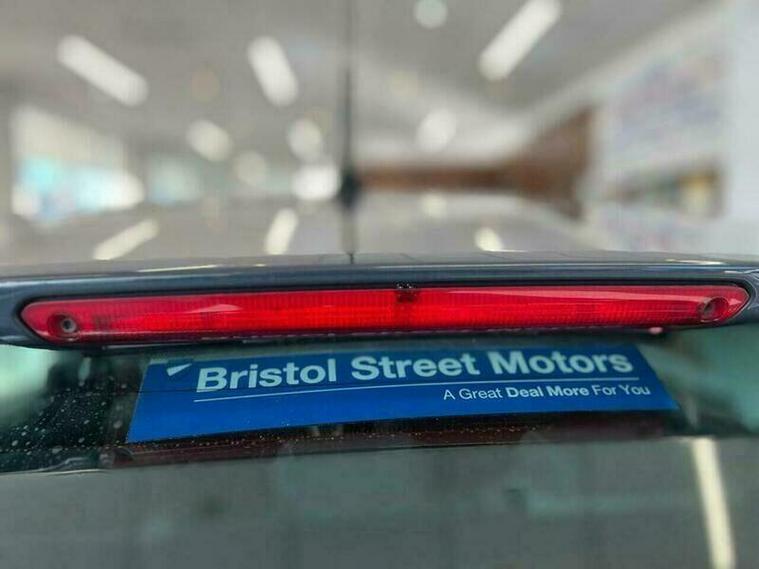 Bristol Street Motors
A Great Deal More For You